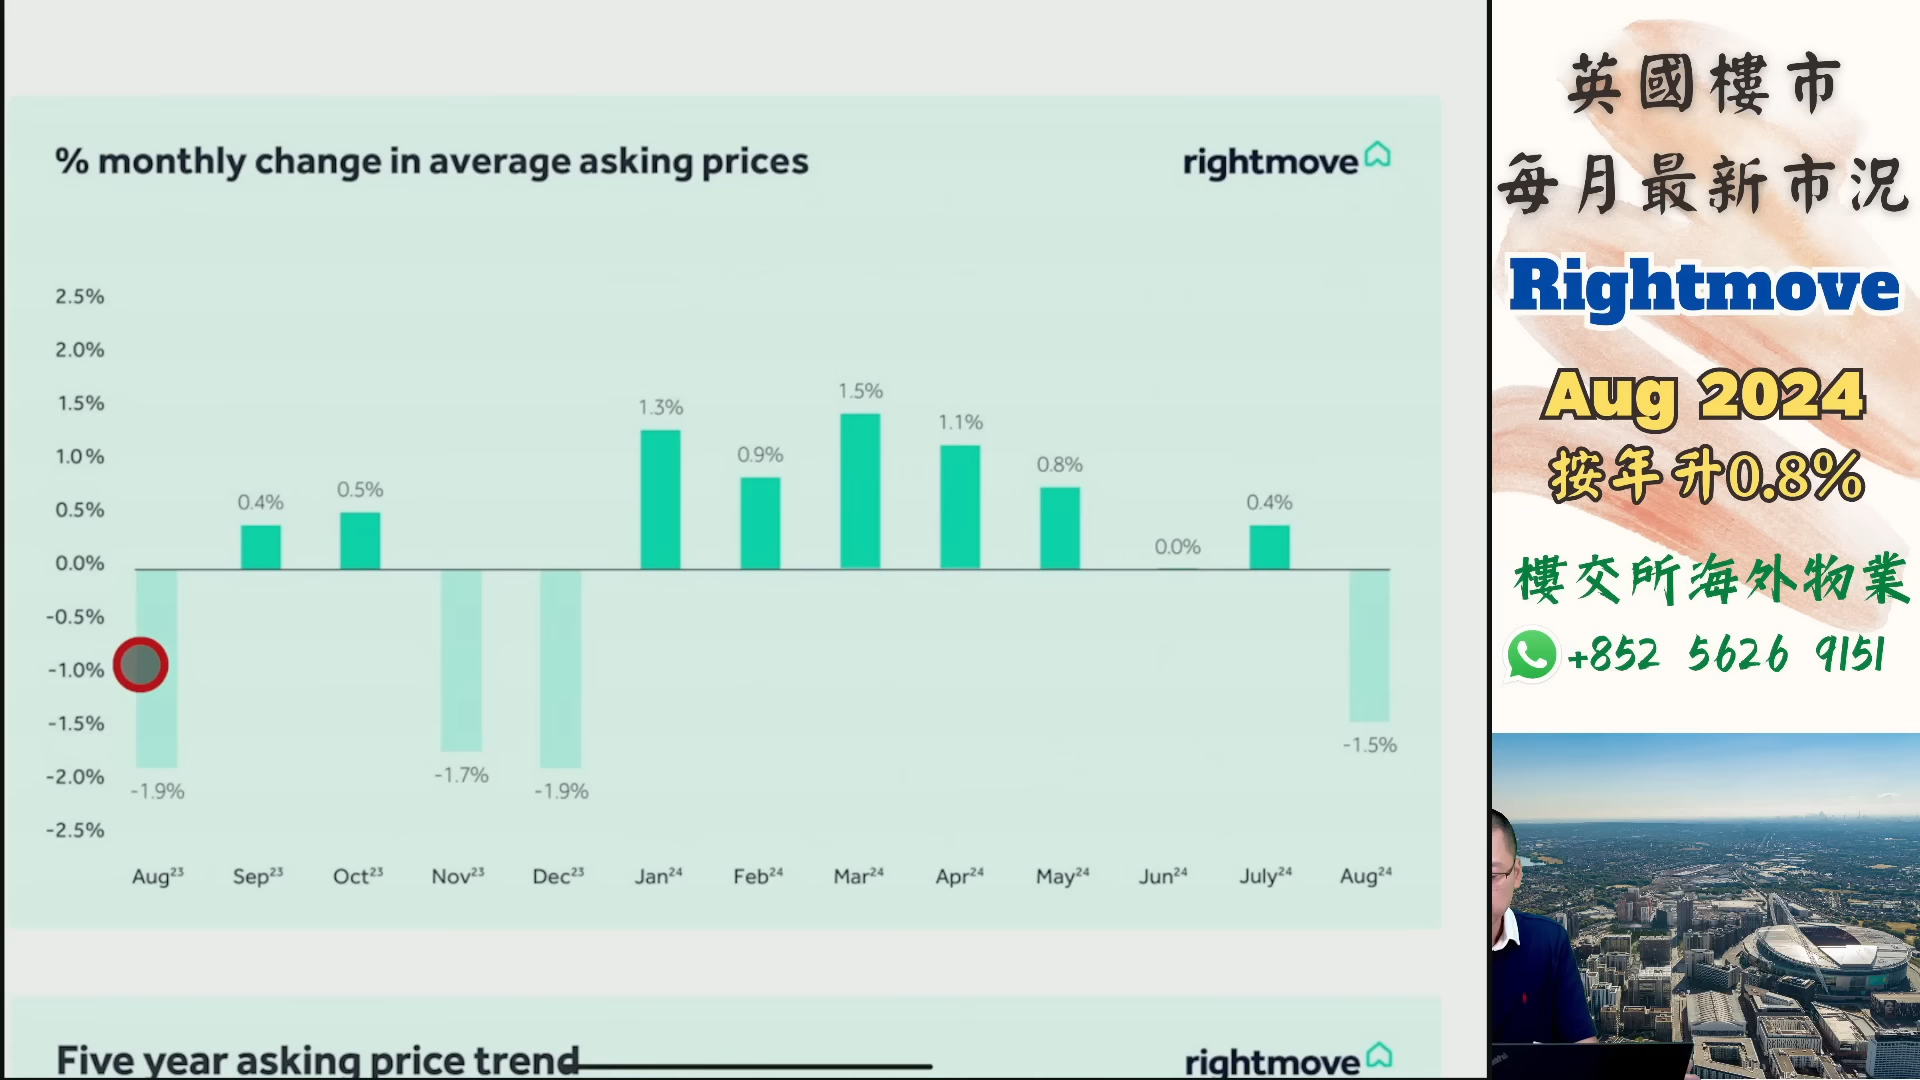 % monthly change in average asking prices
rightmove
2.5%
2.0%
1.5%
1.0%
0.5%
0.0%
-0.5%
-1.0%
-1.5%
-2.0%
-2.5%
-1.9%
0.4%
0.5%
-1.7%
-1.9%
1.3%
0.9%
1.5%
1.1%
0.8%
0.0%
0.4%
-1.5%
Aug23 Sep23 Oct23 Nov23 Dec23 Jan24 Feb24 Mar24 Apr24 May24 Jun24 July24 Aug24
Five year asking price trend
rightmove
英國樓市
每月最新市況
Rightmove
Aug 2024
按年升0.8%
樓交所海外物業
+852 5626 9151